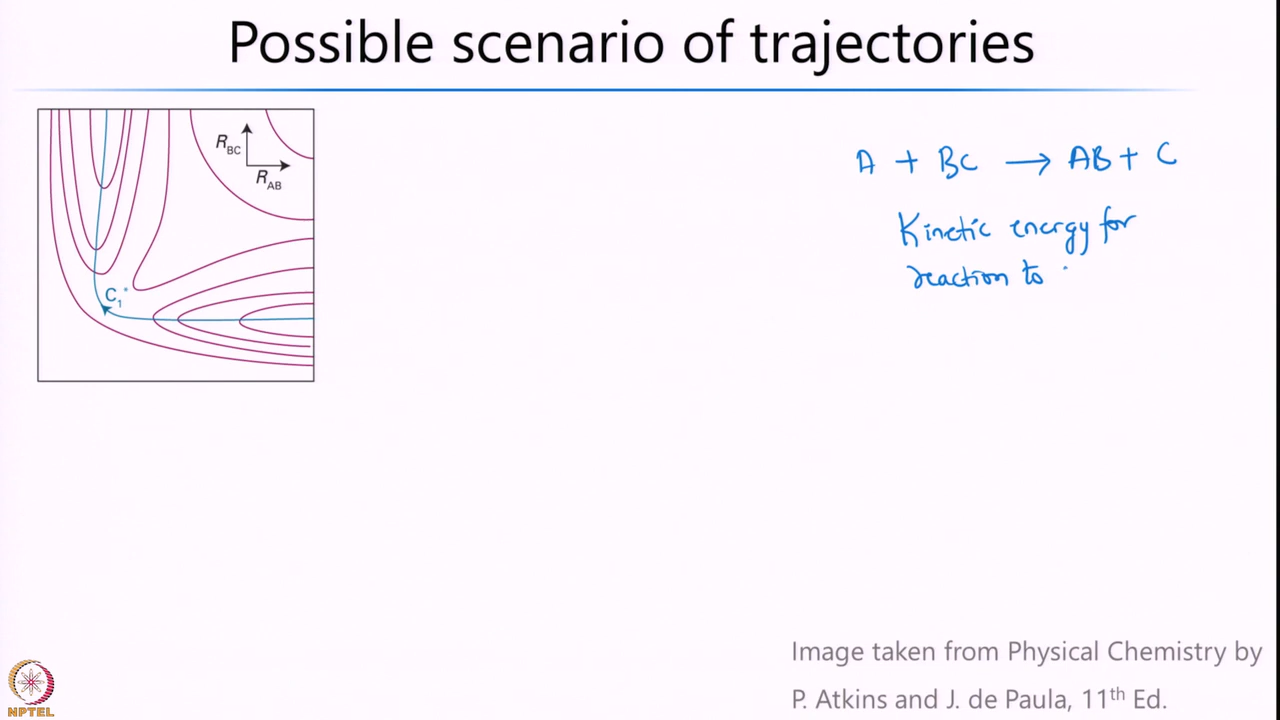 Possible scenario of trajectories
R_BC
R_AB
C₁*
A + BC → AB + C
Kinetic energy for
reaction to
Image taken from Physical Chemistry by
P. Atkins and J. de Paula, 11th Ed.
NPTEL